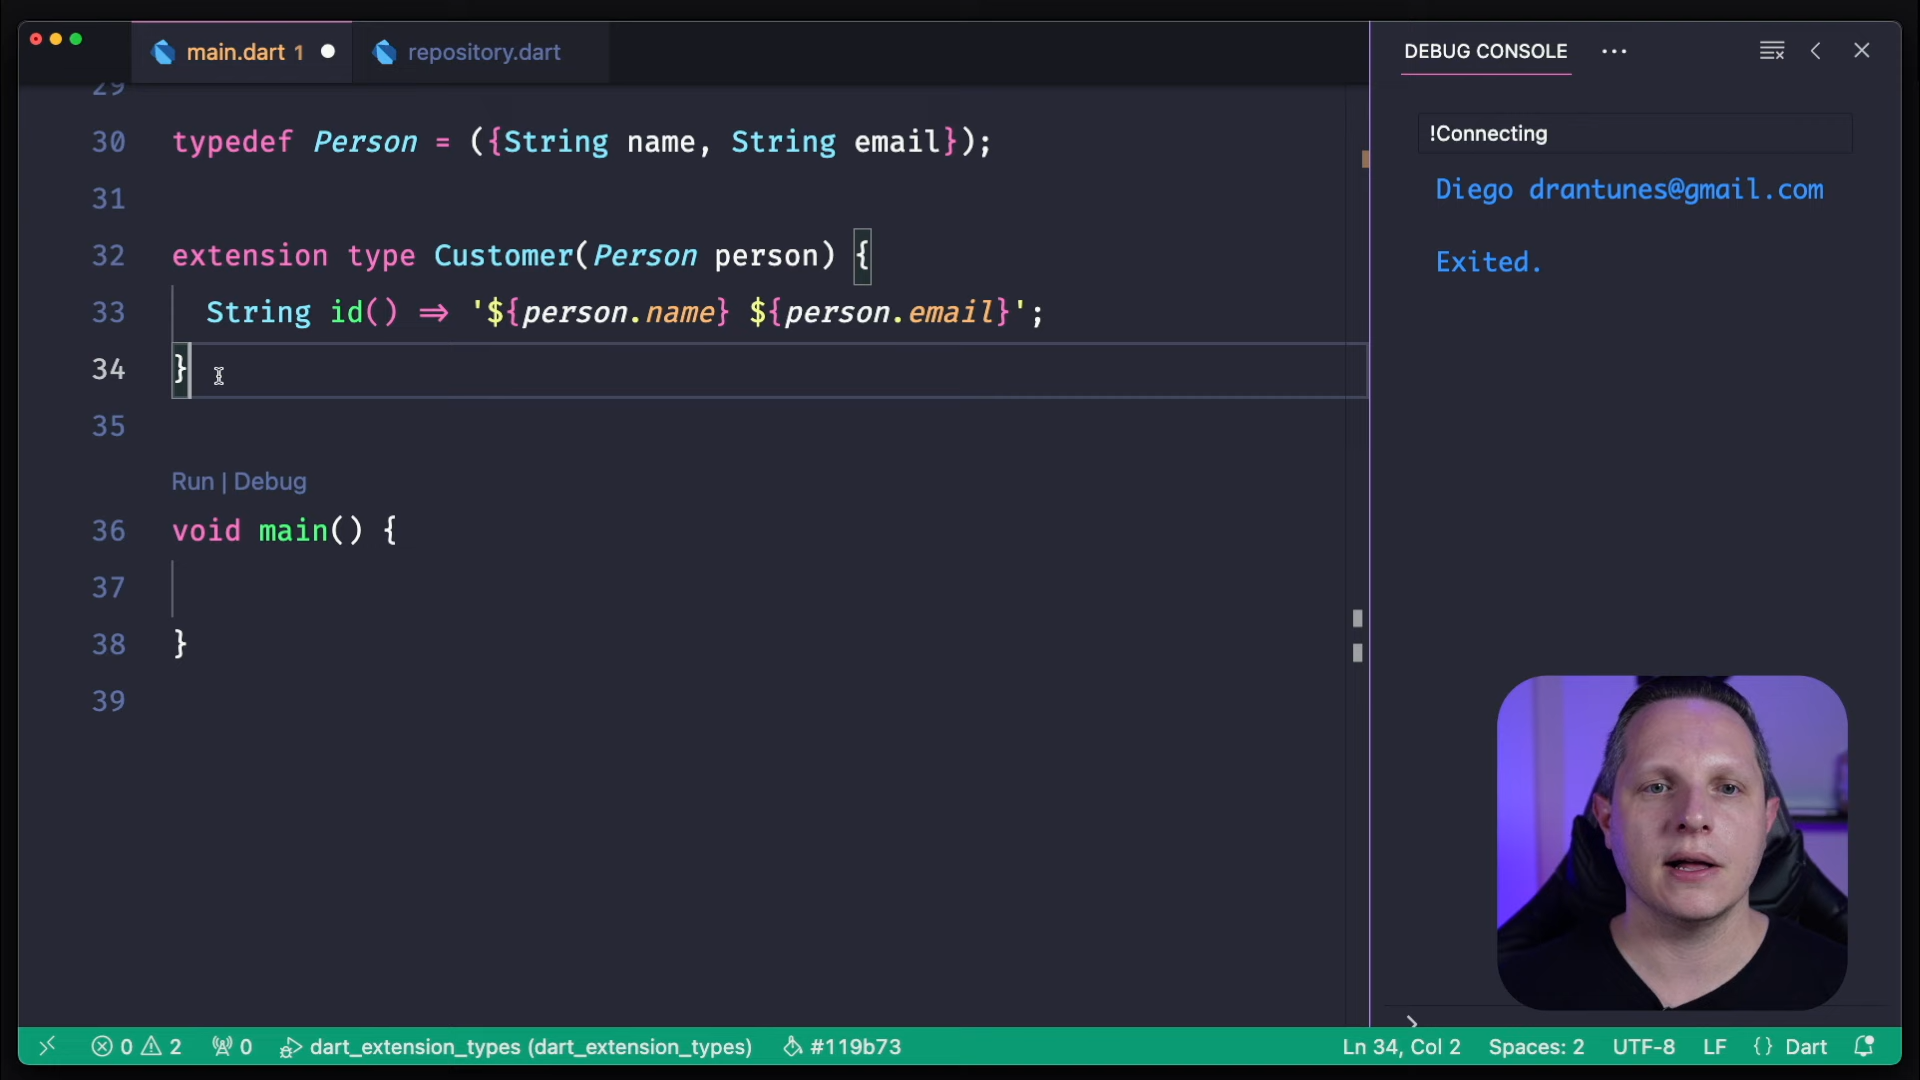 main.dart 1
repository.dart
DEBUG CONSOLE
29
30 typedef Person = ({String name, String email});
31
32 extension type Customer(Person person) {
33 String id() => '${person.name} ${person.email}';
34 }
35
Run | Debug
36 void main() {
37
38 }
39
!Connecting
Diego drantunes@gmail.com
Exited.
0 2 0 dart_extension_types (dart_extension_types) #119b73
Ln 34, Col 2 Spaces: 2 UTF-8 LF {} Dart